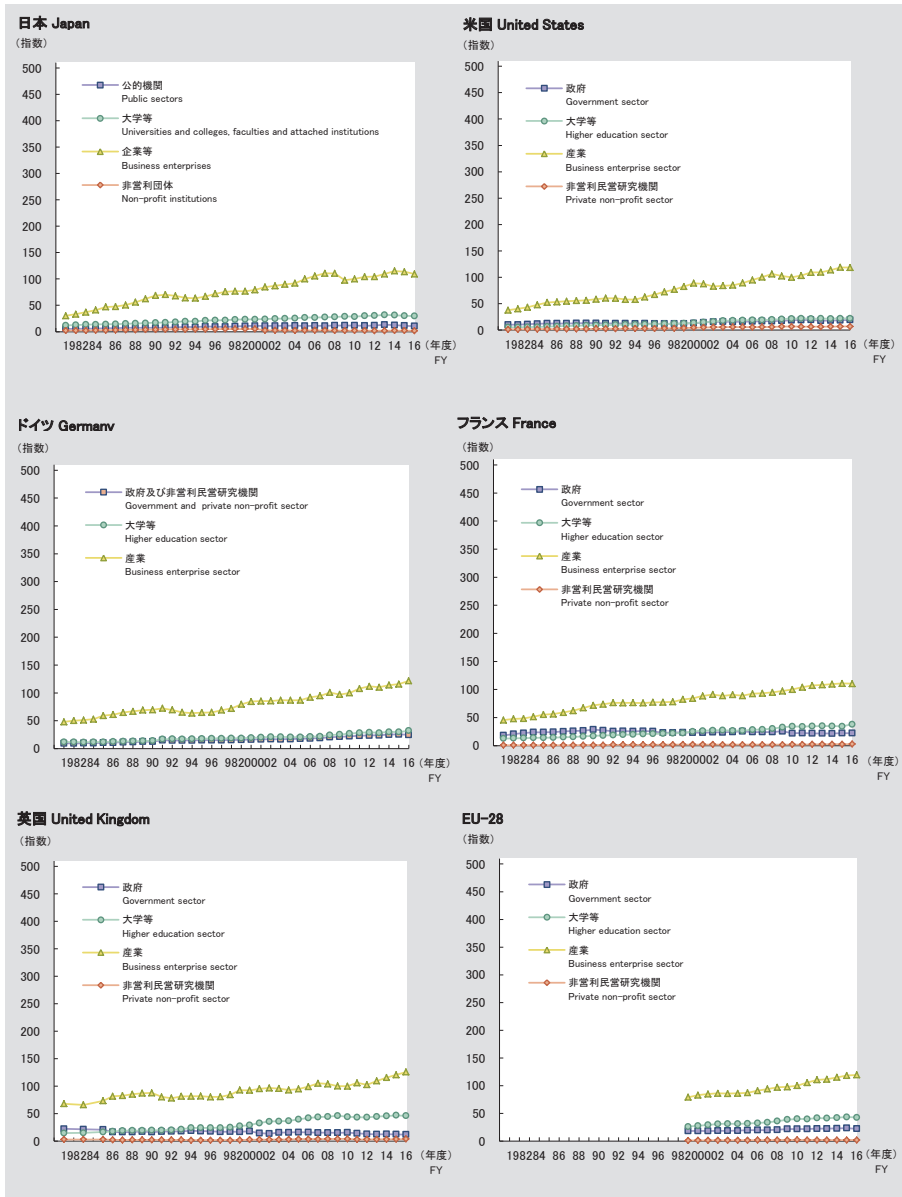 日本 Japan
（指数）
500
450
400
350
300
250
200
150
100
50
0
公的機関
Public sectors
大学等
Universities and colleges, faculties and attached institutions
企業等
Business enterprises
非営利団体
Non-profit institutions
198284 86 88 90 92 94 96 98200002 04 06 08 10 12 14 16（年度）
FY
米国 United States
（指数）
500
450
400
350
300
250
200
150
100
50
0
政府
Government sector
大学等
Higher education sector
産業
Business enterprise sector
非営利民営研究機関
Private non-profit sector
198284 86 88 90 92 94 96 98200002 04 06 08 10 12 14 16（年度）
FY
ドイツ Germanv
（指数）
500
450
400
350
300
250
200
150
100
50
0
政府及び非営利民営研究機関
Government and private non-profit sector
大学等
Higher education sector
産業
Business enterprise sector
198284 86 88 90 92 94 96 98200002 04 06 08 10 12 14 16（年度）
FY
フランス France
（指数）
500
450
400
350
300
250
200
150
100
50
0
政府
Government sector
大学等
Higher education sector
産業
Business enterprise sector
非営利民営研究機関
Private non-profit sector
198284 86 88 90 92 94 96 98200002 04 06 08 10 12 14 16（年度）
FY
英国 United Kingdom
（指数）
500
450
400
350
300
250
200
150
100
50
0
政府
Government sector
大学等
Higher education sector
産業
Business enterprise sector
非営利民営研究機関
Private non-profit sector
198284 86 88 90 92 94 96 98200002 04 06 08 10 12 14 16（年度）
FY
EU-28
（指数）
500
450
400
350
300
250
200
150
100
50
0
政府
Government sector
大学等
Higher education sector
産業
Business enterprise sector
非営利民営研究機関
Private non-profit sector
198284 86 88 90 92 94 96 98200002 04 06 08 10 12 14 16（年度）
FY